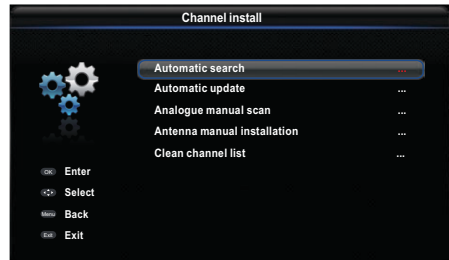 Channel install
Automatic search ...
Automatic update ...
Analogue manual scan ...
Antenna manual installation ...
Clean channel list ...
OK Enter
Select
Menu Back
Exit Exit